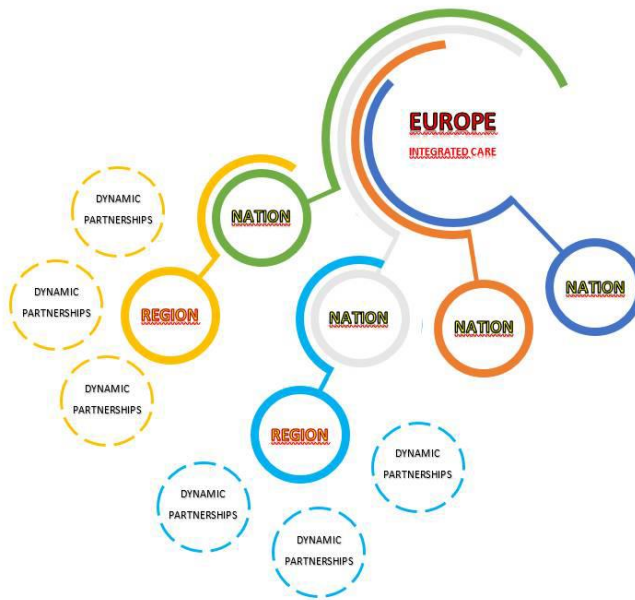 EUROPE
INTEGRATED CARE
DYNAMIC
PARTNERSHIPS
NATION
DYNAMIC
PARTNERSHIPS
REGION
NATION
NATION
NATION
DYNAMIC
PARTNERSHIPS
REGION
DYNAMIC
PARTNERSHIPS
DYNAMIC
PARTNERSHIPS
DYNAMIC
PARTNERSHIPS